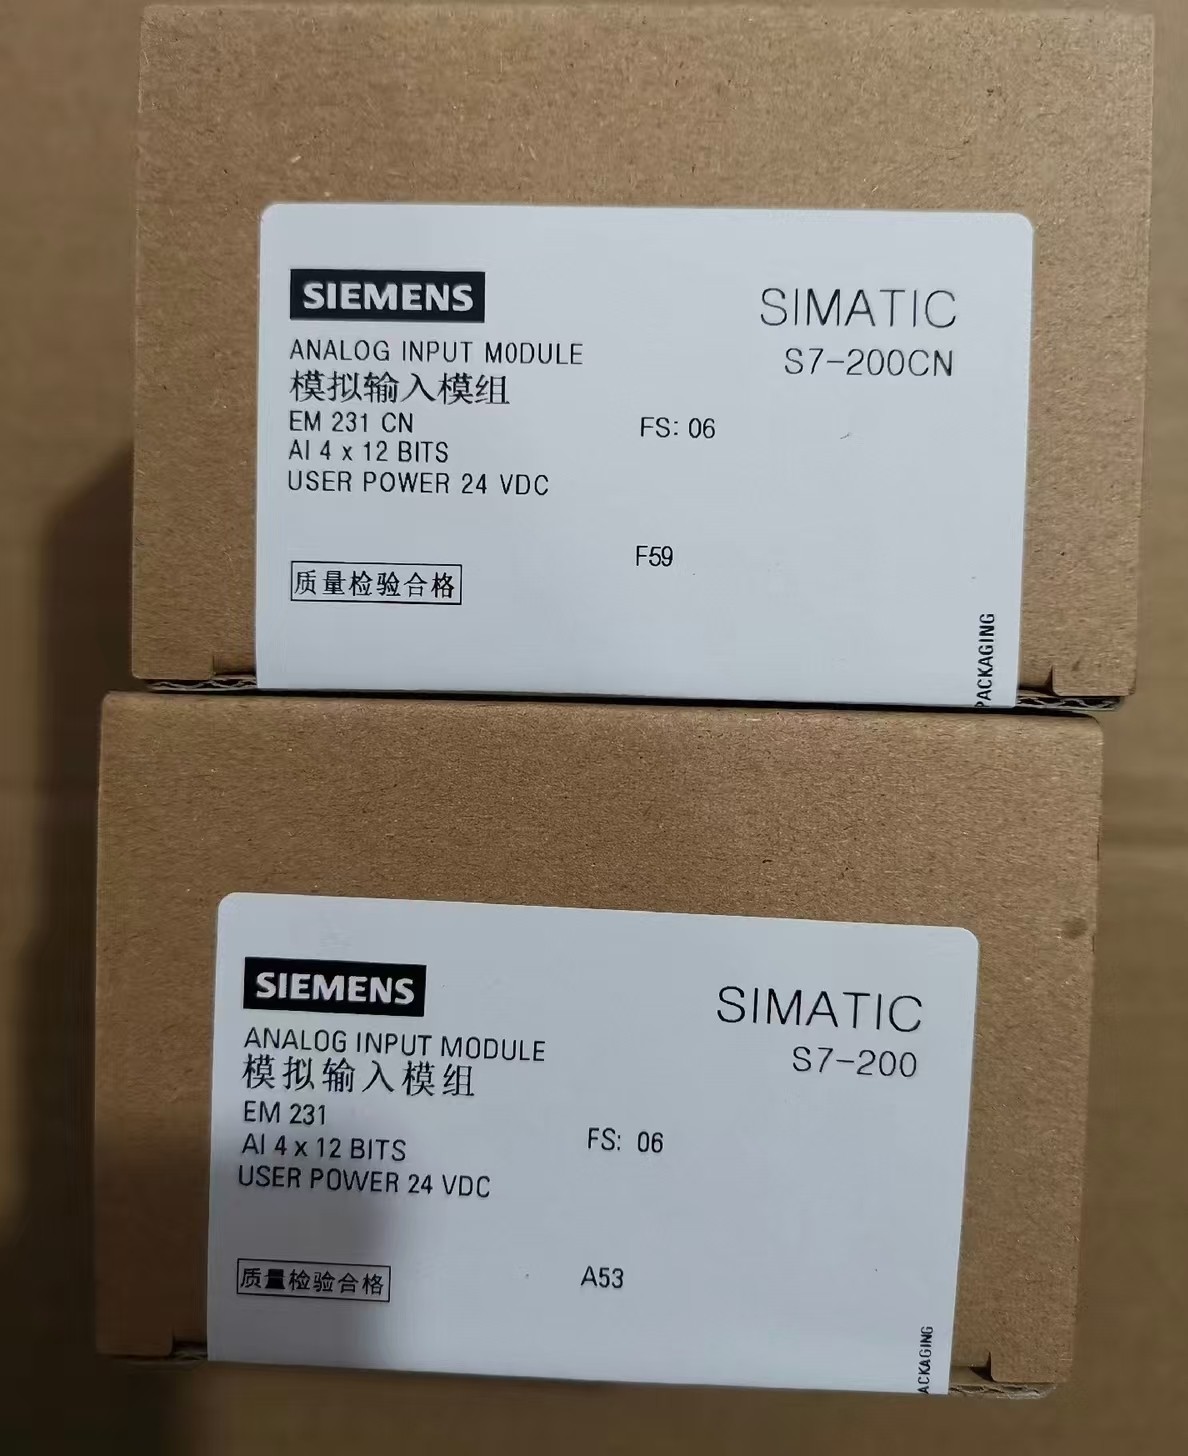 SIEMENS
SIMATIC
S7-200CN
ANALOG INPUT MODULE
模拟输入模组
EM 231 CN
FS: 06
AI 4 x 12 BITS
USER POWER 24 VDC
F59
质量检验合格
PACKAGING
SIEMENS
SIMATIC
S7-200
ANALOG INPUT MODULE
模拟输入模组
EM 231
FS: 06
AI 4 x 12 BITS
USER POWER 24 VDC
A53
质量检验合格
ACKAGING